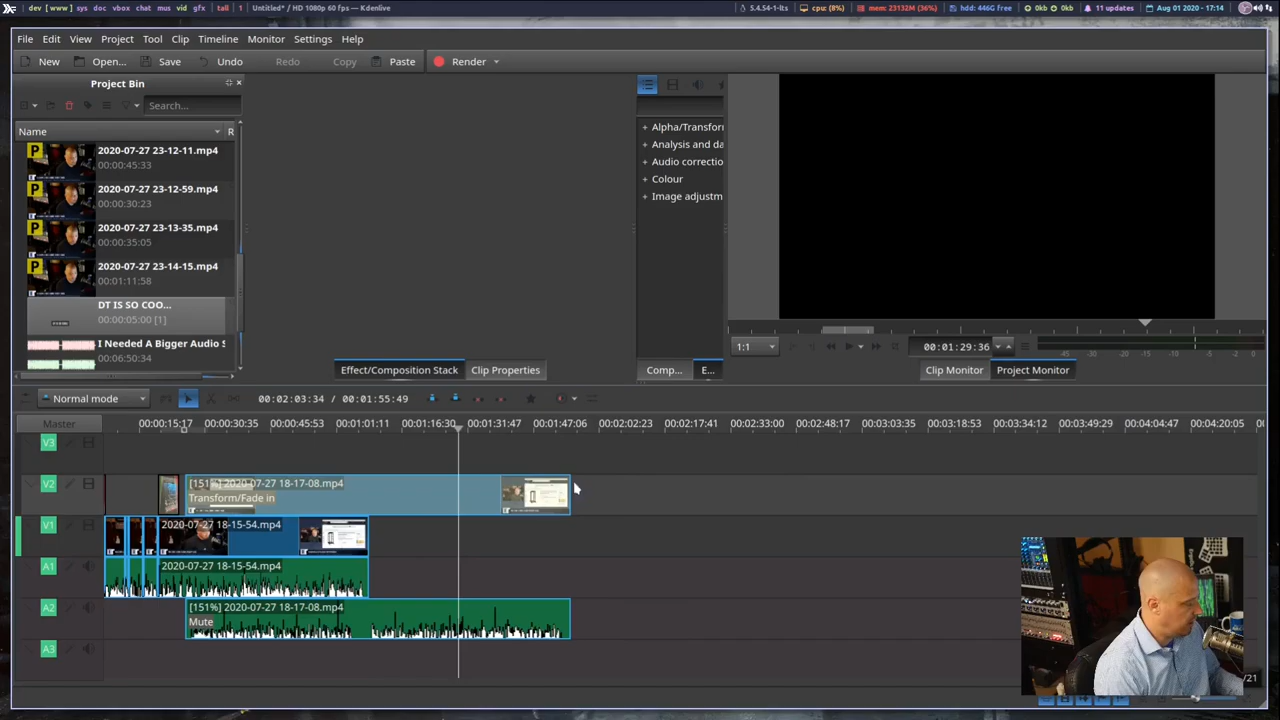 dev [ www ] sys doc vbox chat mus vid gfx | tall | 1 | Untitled* / HD 1080p 60 fps — Kdenlive
5.4.54-1-lts | cpu: (8%) | mem: 23132M (36%) | hdd: 446G free | 0kb 0kb | 11 updates | Aug 01 2020 - 17:14
File Edit View Project Tool Clip Timeline Monitor Settings Help
New Open... Save Undo Redo Copy Paste Render
Project Bin
Search...
Name R
P 2020-07-27 23-12-11.mp4
00:00:45:33
P 2020-07-27 23-12-59.mp4
00:00:30:23
P 2020-07-27 23-13-35.mp4
00:00:35:05
P 2020-07-27 23-14-15.mp4
00:01:11:58
DT IS SO COO...
00:00:05:00 [1]
I Needed A Bigger Audio S
00:06:50:34
Effect/Composition Stack Clip Properties
+ Alpha/Transform
+ Analysis and da
+ Audio correctio
+ Colour
+ Image adjustm
Comp... E...
1:1 00:01:29:36 -45 -30 -20 -15 -10 -5 -2 0
Clip Monitor Project Monitor
Normal mode 00:02:03:34 / 00:01:55:49
Master 00:00:15:17 00:00:30:35 00:00:45:53 00:01:01:11 00:01:16:30 00:01:31:47 00:01:47:06 00:02:02:23 00:02:17:41 00:02:33:00 00:02:48:17 00:03:03:35 00:03:18:53 00:03:34:11 00:03:49:29 00:04:04:47 00:04:20:05 00
V3
V2 [151%] 2020-07-27 18-17-08.mp4
Transform/Fade in
V1 2020-07-27 18-15-54.mp4
A1 2020-07-27 18-15-54.mp4
A2 [151%] 2020-07-27 18-17-08.mp4
Mute
A3
/21